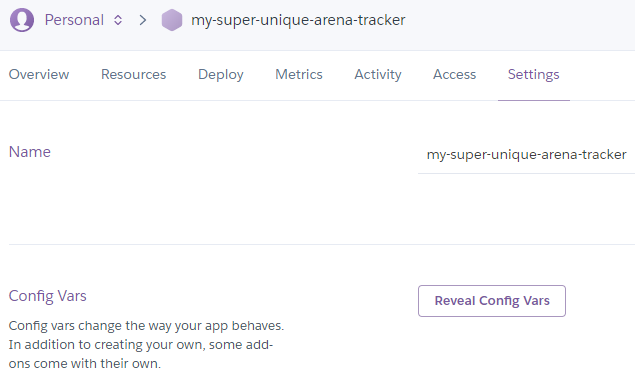 Personal > my-super-unique-arena-tracker
Overview Resources Deploy Metrics Activity Access Settings
Name my-super-unique-arena-tracker
Config Vars Reveal Config Vars
Config vars change the way your app behaves.
In addition to creating your own, some add-
ons come with their own.